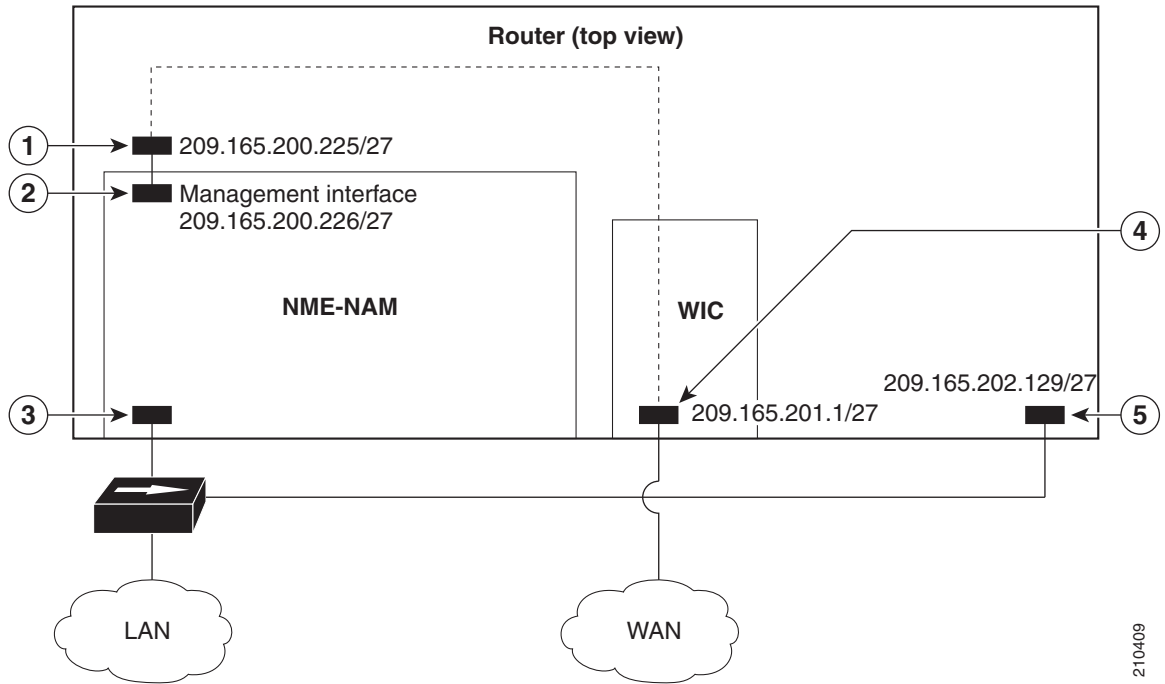 Router (top view)
1
209.165.200.225/27
2
Management interface
209.165.200.226/27
4
NME-NAM
WIC
209.165.202.129/27
3
209.165.201.1/27
5
LAN
WAN
210409